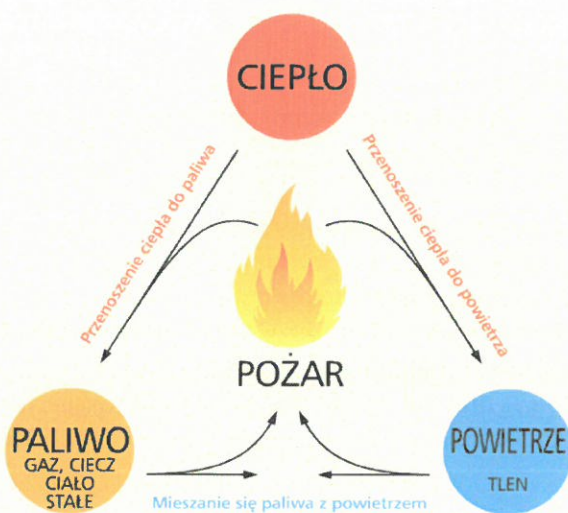 CIEPŁO
Przenoszenie ciepła do paliwa
Przenoszenie ciepła do powietrza
POŻAR
PALIWO
GAZ, CIECZ
CIAŁO
STAŁE
POWIETRZE
TLEN
Mieszanie się paliwa z powietrzem